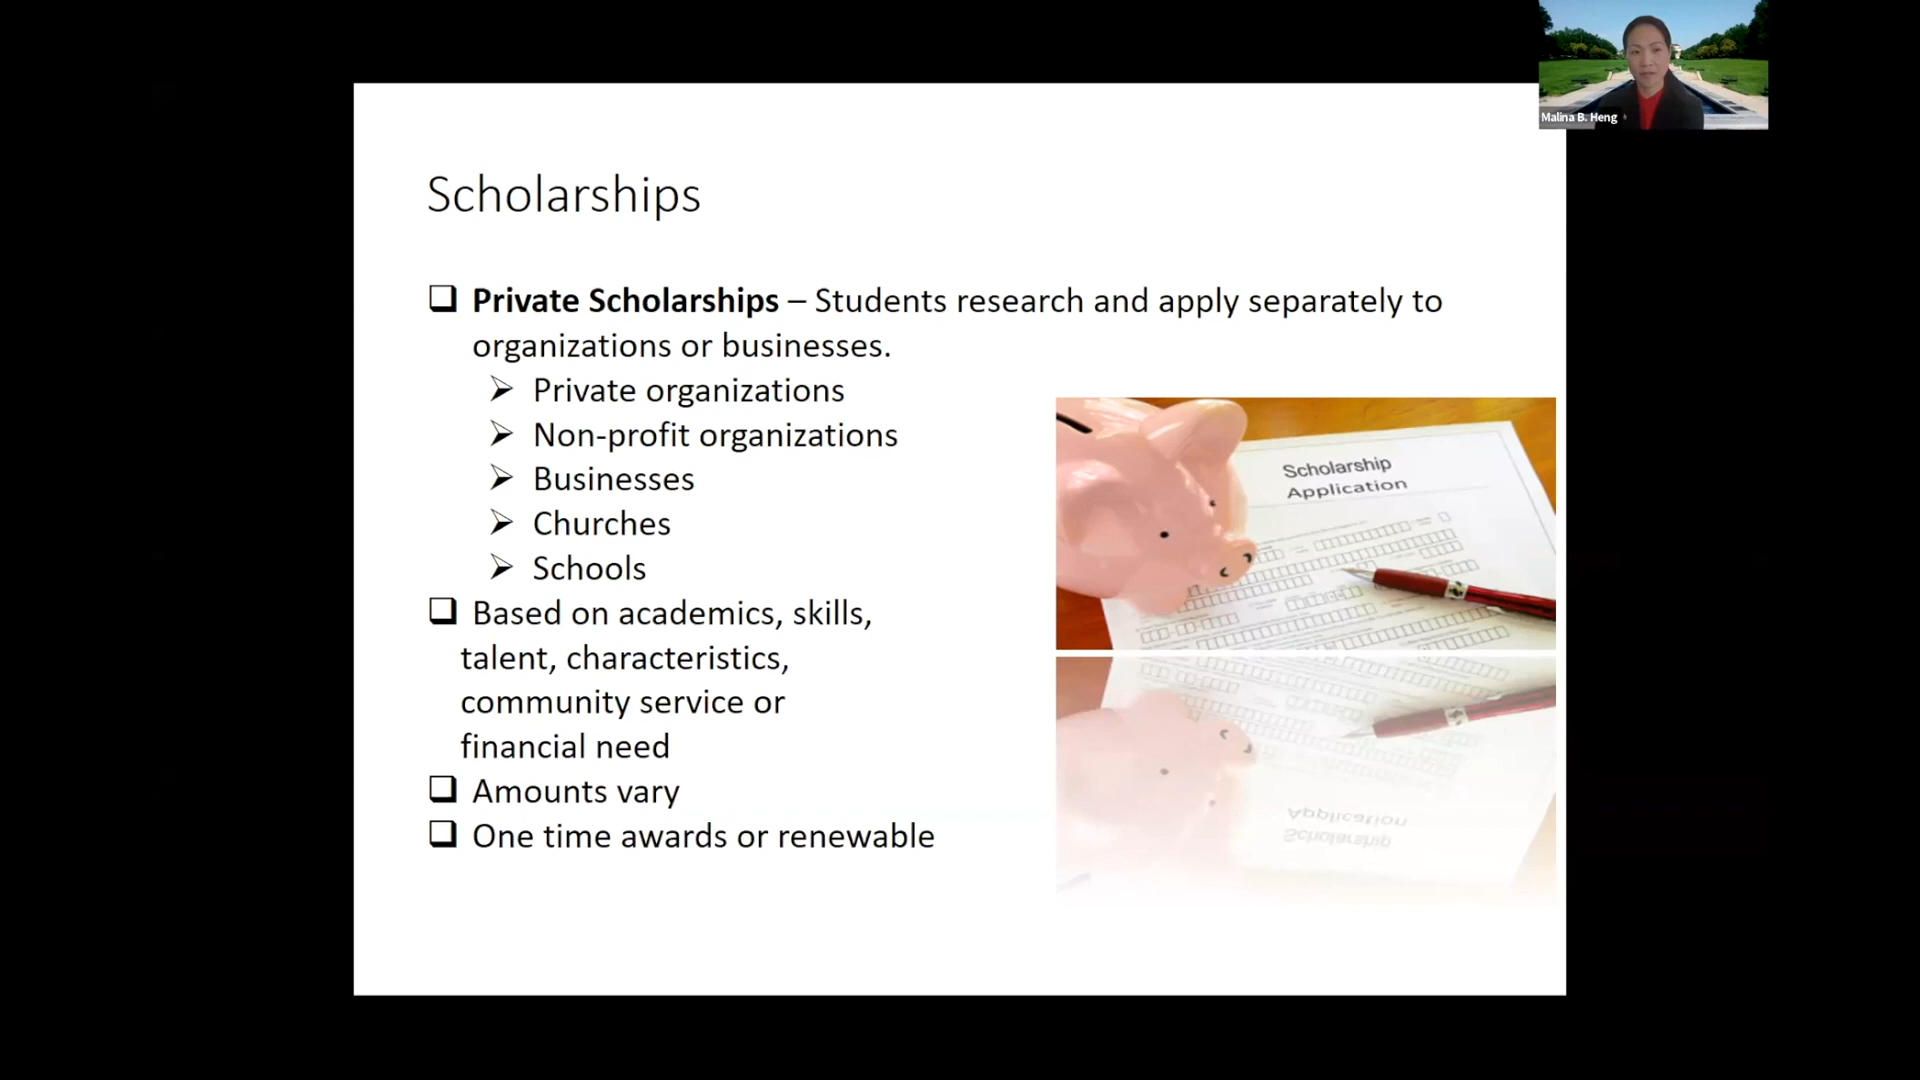 Malina B. Heng
Scholarships
❑ Private Scholarships – Students research and apply separately to
organizations or businesses.
➢ Private organizations
➢ Non-profit organizations
➢ Businesses
➢ Churches
➢ Schools
❑ Based on academics, skills,
talent, characteristics,
community service or
financial need
❑ Amounts vary
❑ One time awards or renewable
Scholarship
Application
Application
Scholarship